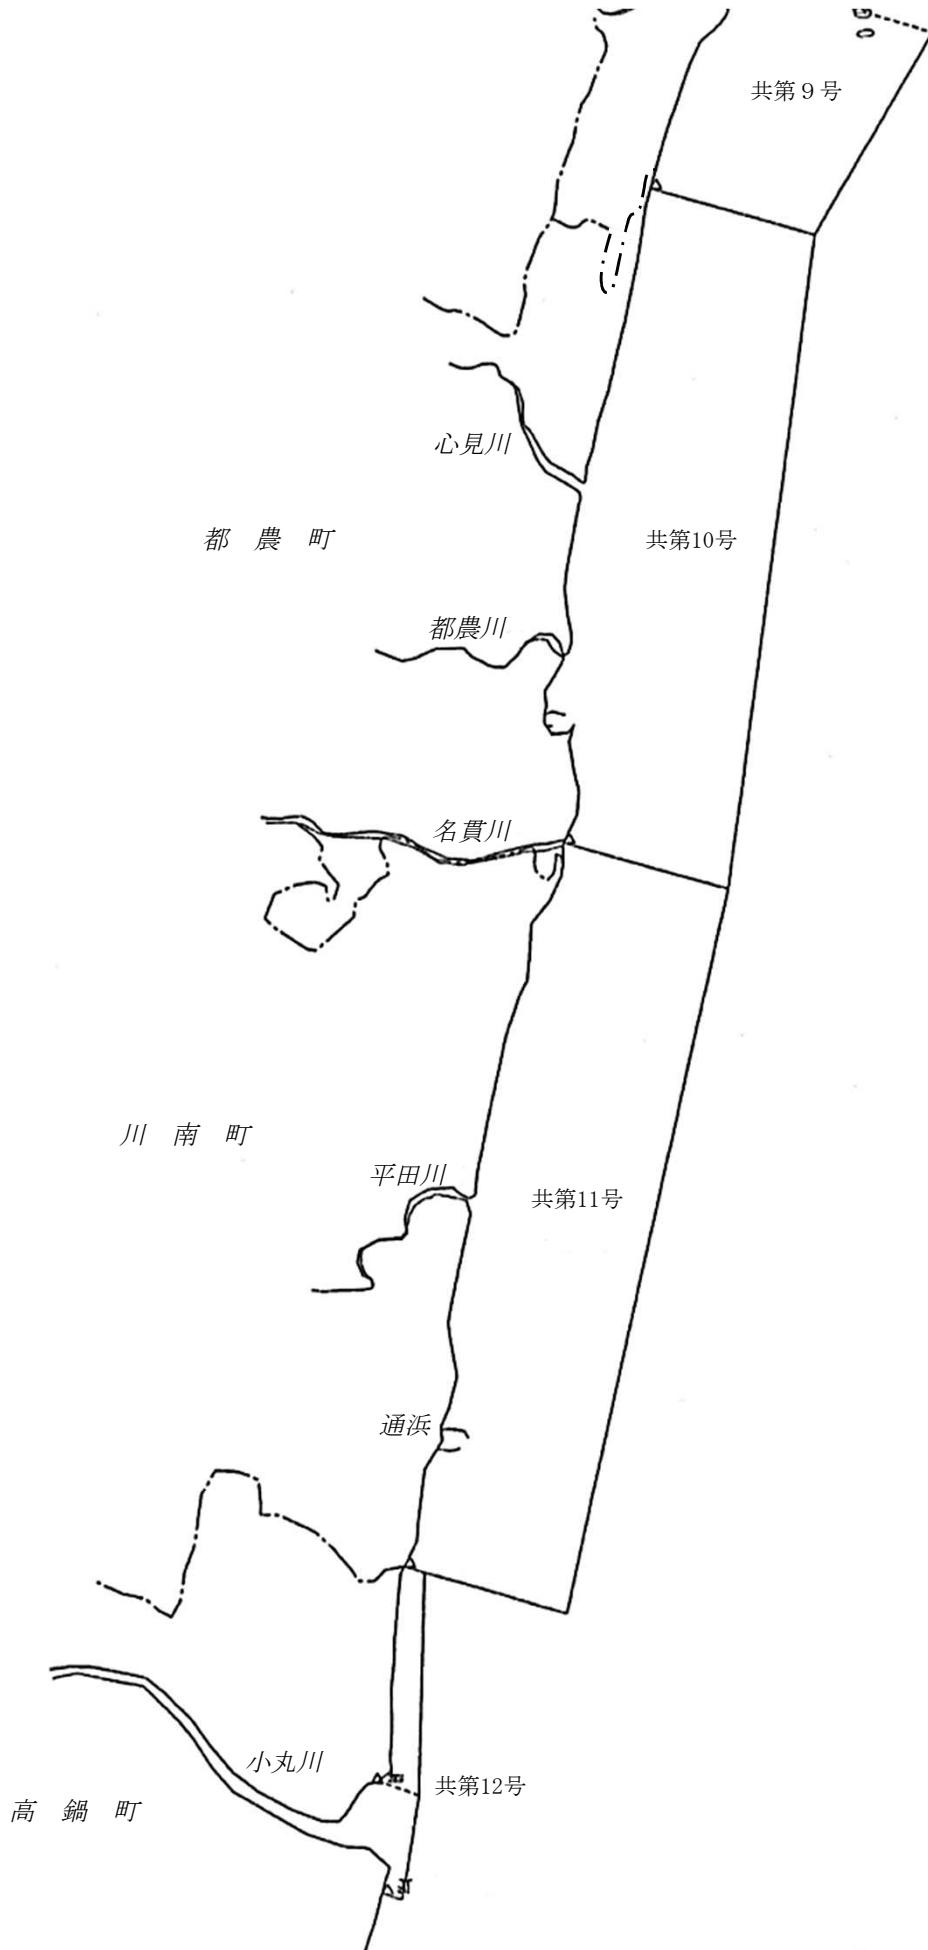 共第９号
心見川
都　農　町
共第10号
都農川
名貫川
川　南　町
平田川
共第11号
通浜
小丸川
共第12号
高　鍋　町